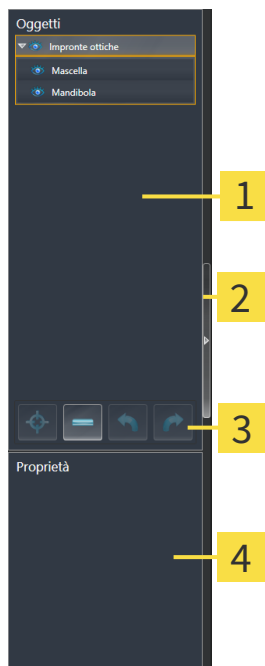 Oggetti
Impronte ottiche
Mascella
Mandibola
1
2
3
Proprietà
4